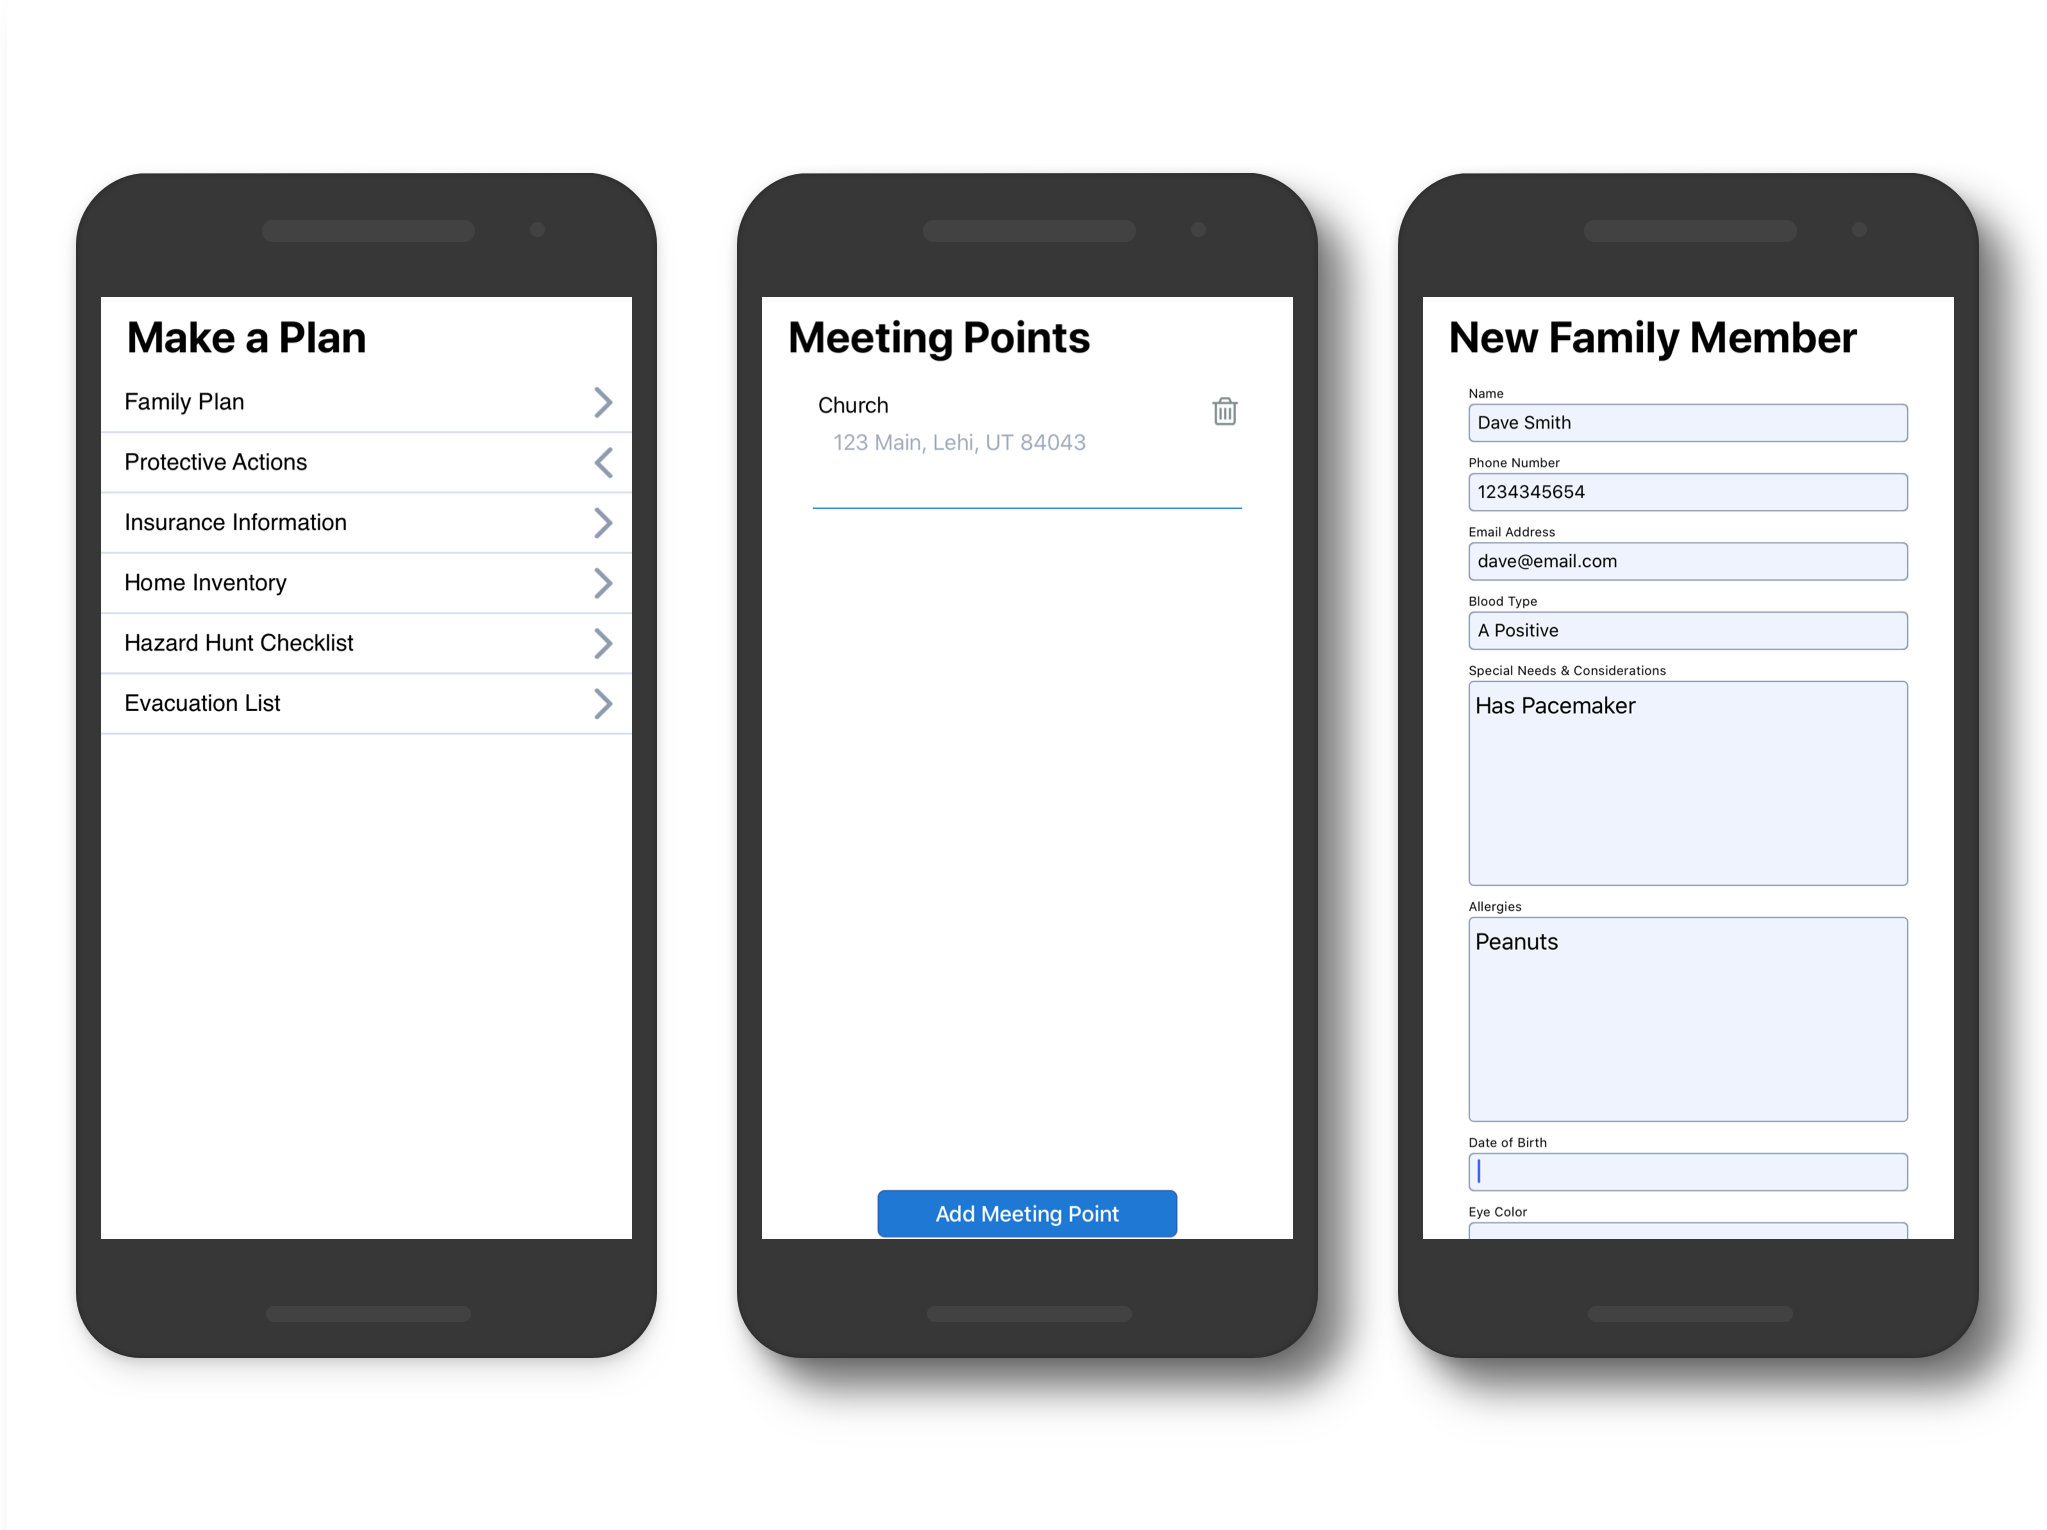 Make a Plan
Family Plan
Protective Actions
Insurance Information
Home Inventory
Hazard Hunt Checklist
Evacuation List
Meeting Points
Church
123 Main, Lehi, UT 84043
Add Meeting Point
New Family Member
Name
Dave Smith
Phone Number
1234345654
Email Address
dave@email.com
Blood Type
A Positive
Special Needs & Considerations
Has Pacemaker
Allergies
Peanuts
Date of Birth
Eye Color